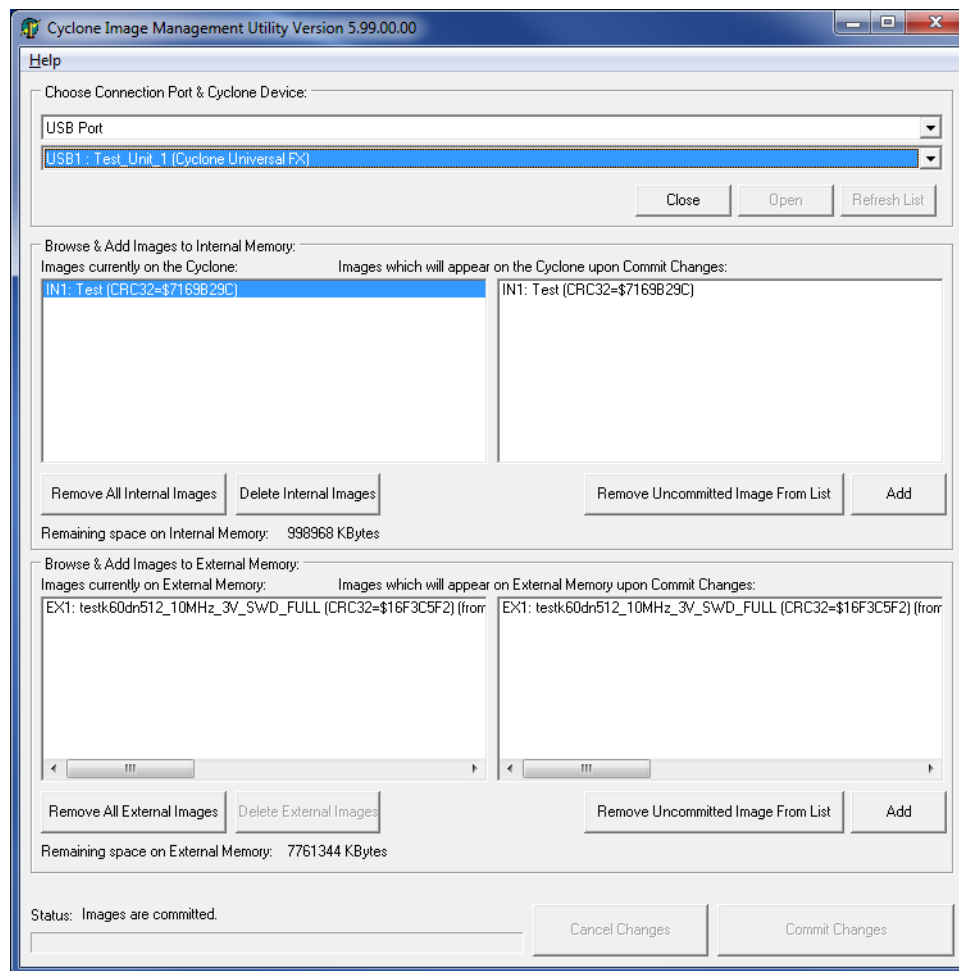 Cyclone Image Management Utility Version 5.99.00.00
Help
Choose Connection Port & Cyclone Device:
USB Port
USB1 : Test_Unit_1 (Cyclone Universal FX)
Close Open Refresh List
Browse & Add Images to Internal Memory:
Images currently on the Cyclone: Images which will appear on the Cyclone upon Commit Changes:
IN1: Test (CRC32=$7169B29C) IN1: Test (CRC32=$7169B29C)
Remove All Internal Images Delete Internal Images Remove Uncommitted Image From List Add
Remaining space on Internal Memory: 998968 KBytes
Browse & Add Images to External Memory:
Images currently on External Memory: Images which will appear on External Memory upon Commit Changes:
EX1: testk60dn512_10MHz_3V_SWD_FULL (CRC32=$16F3C5F2) (from EX1: testk60dn512_10MHz_3V_SWD_FULL (CRC32=$16F3C5F2) (from
Remove All External Images Delete External Images Remove Uncommitted Image From List Add
Remaining space on External Memory: 7761344 KBytes
Status: Images are committed.
Cancel Changes Commit Changes